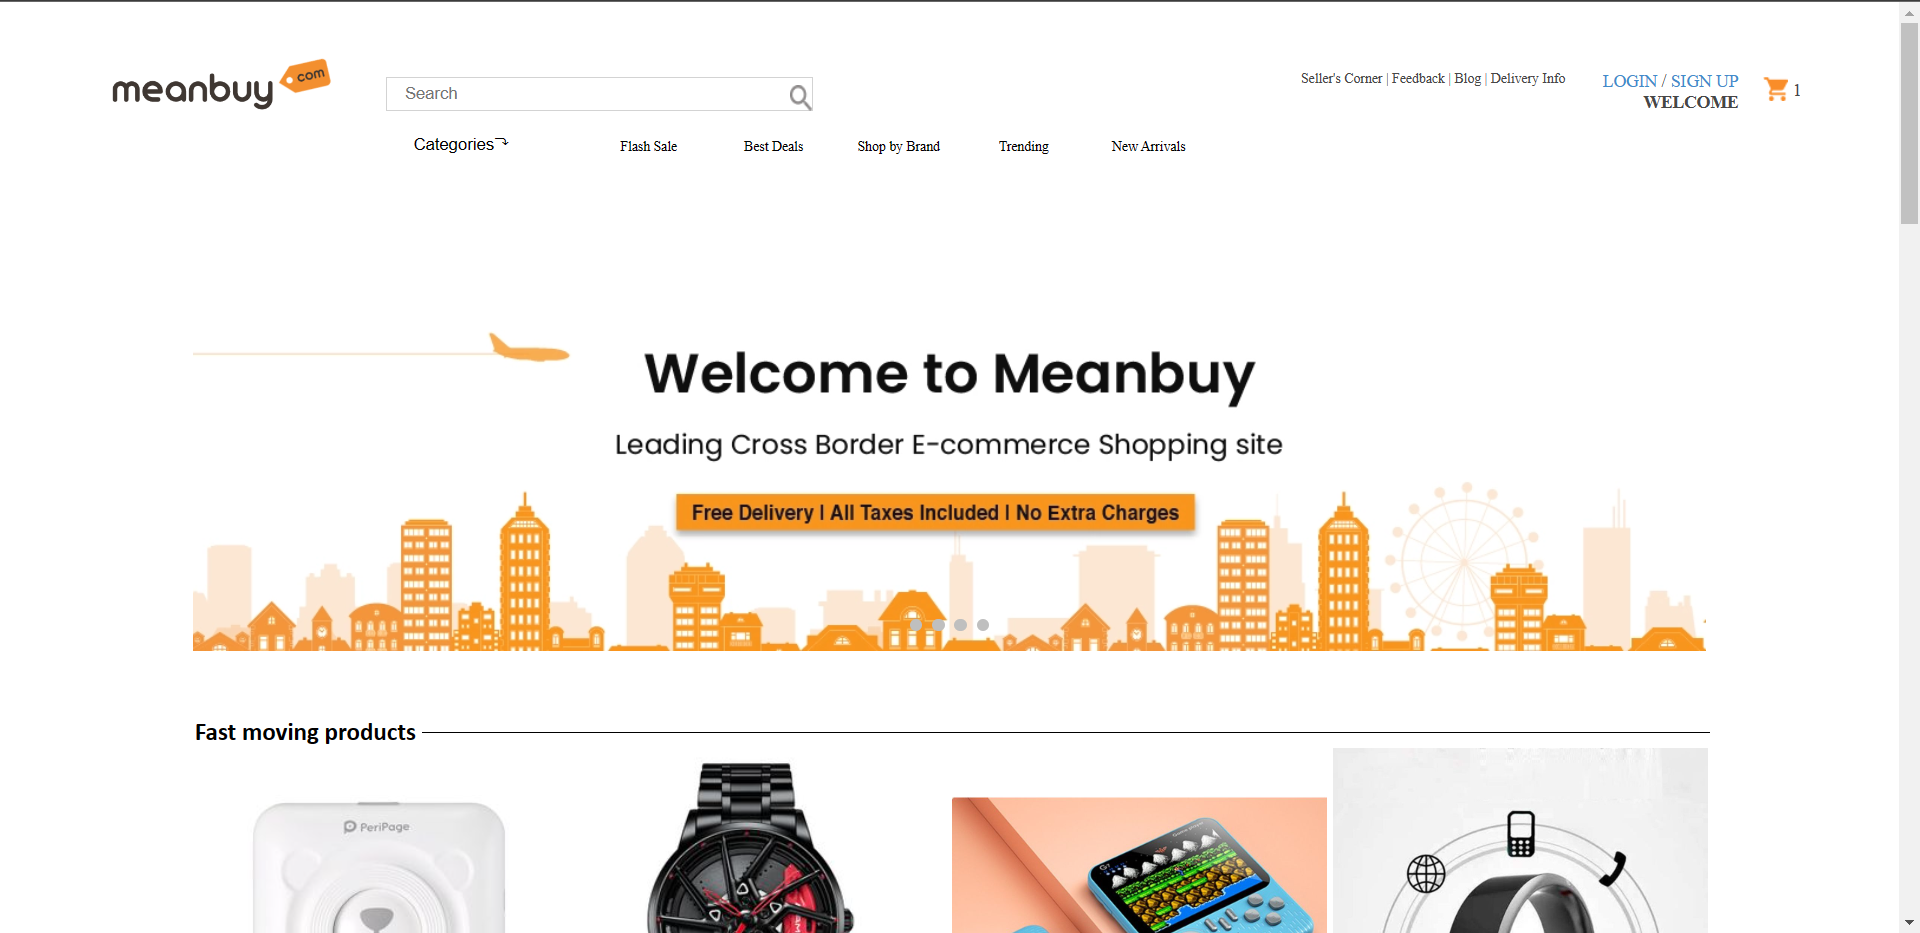 meanbuy.com
Search
Seller's Corner | Feedback | Blog | Delivery Info
LOGIN / SIGN UP
WELCOME
1
Categories
Flash Sale
Best Deals
Shop by Brand
Trending
New Arrivals
Welcome to Meanbuy
Leading Cross Border E-commerce Shopping site
Free Delivery | All Taxes Included | No Extra Charges
Fast moving products
PeriPage